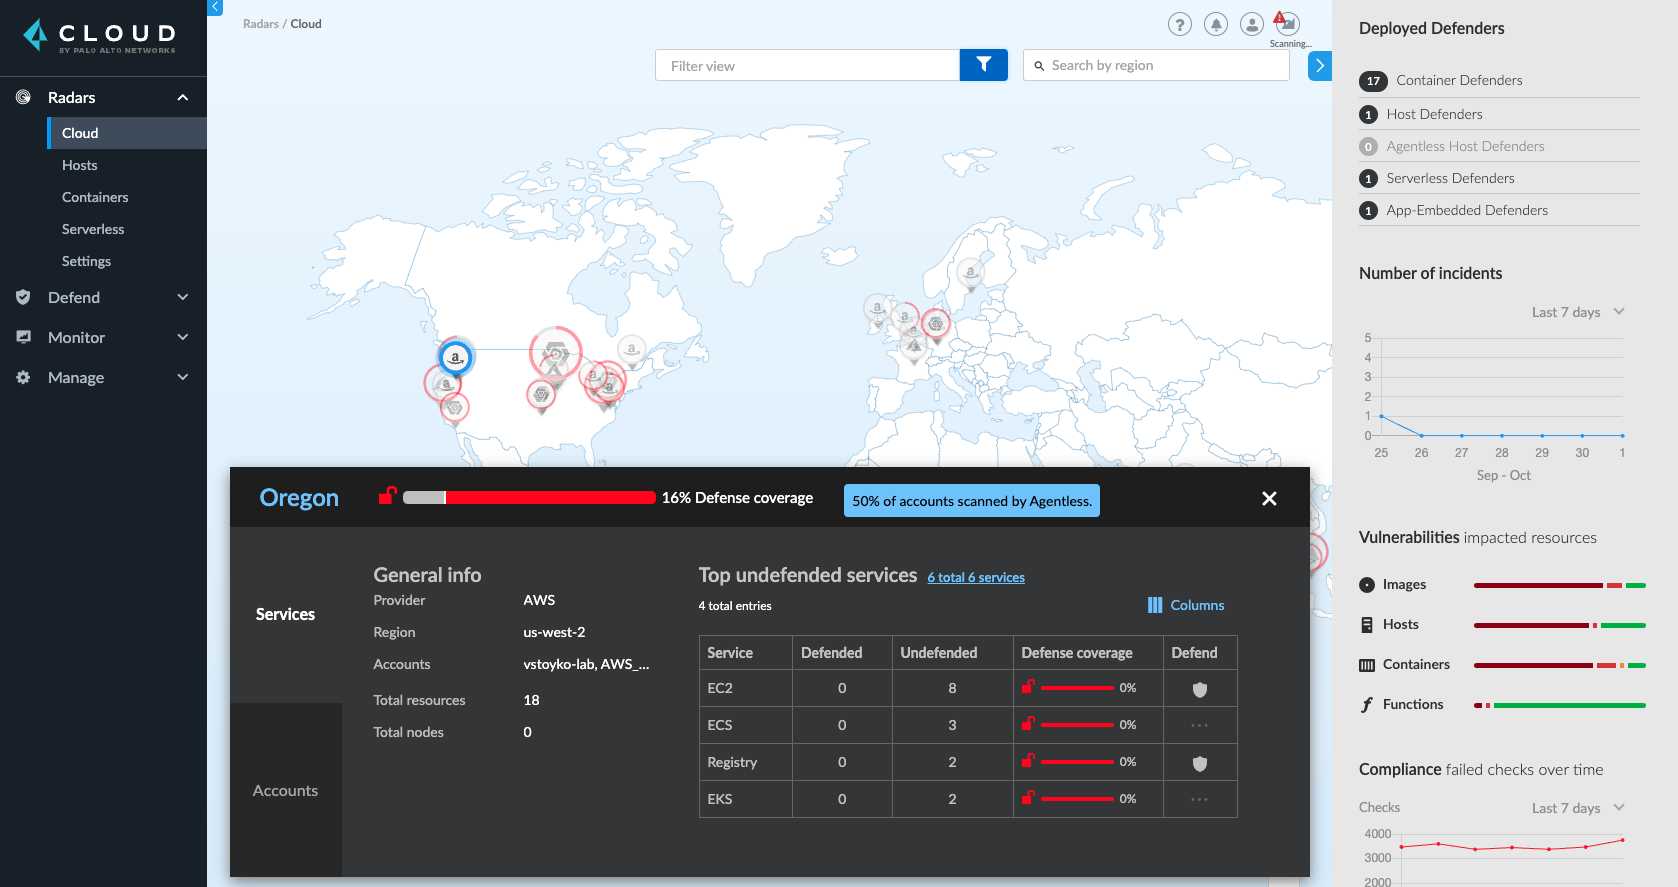 CLOUD
BY PALO ALTO NETWORKS
Radars
Cloud
Hosts
Containers
Serverless
Settings
Defend
Monitor
Manage
Radars / Cloud
Scanning...
Filter view
Search by region
Oregon
16% Defense coverage
50% of accounts scanned by Agentless.
Services
Accounts
General info
Provider AWS
Region us-west-2
Accounts vstoyko-lab, AWS_...
Total resources 18
Total nodes 0
Top undefended services 6 total 6 services
4 total entries
Columns
Service Defended Undefended Defense coverage Defend
EC2 0 8 0%
ECS 0 3 0% ...
Registry 0 2 0%
EKS 0 2 0% ...
Deployed Defenders
17 Container Defenders
1 Host Defenders
0 Agentless Host Defenders
1 Serverless Defenders
1 App-Embedded Defenders
Number of incidents
Last 7 days
5
4
3
2
1
0
25 26 27 28 29 30 1
Sep - Oct
Vulnerabilities impacted resources
Images
Hosts
Containers
Functions
Compliance failed checks over time
Checks Last 7 days
4000
3000
2000